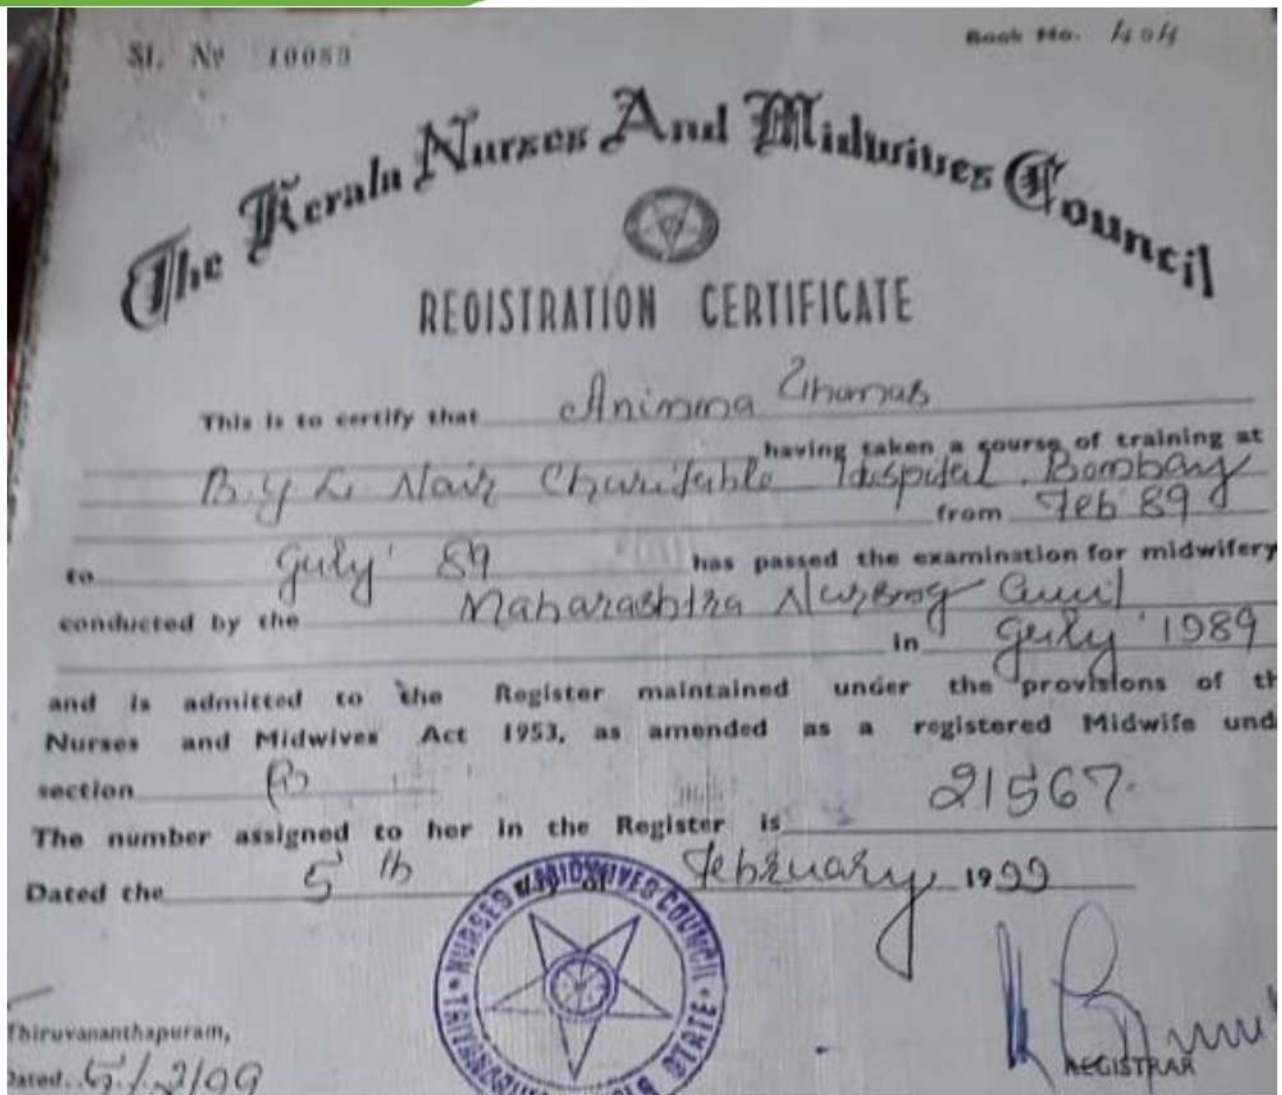 Sl. Nº 10083
Book No. 404
The Kerala Nurses And Midwives Council
REGISTRATION CERTIFICATE
This is to certify that Animma Thomas
having taken a course of training at
B.Y.L. Nair Charitable Hospital, Bombay
from Feb 89
to July' 89 has passed the examination for midwifery
conducted by the Maharashtra Nursing
in July '1989
and is admitted to the Register maintained under the provisions of th
Nurses and Midwives Act 1953, as amended as a registered Midwife und
section
21567.
The number assigned to her in the Register is
Dated the 5th day of February 1999
NURSES MIDWIVES COUNCIL
STATE
Thiruvananthapuram,
Dated. 5/2/99
REGISTRAR